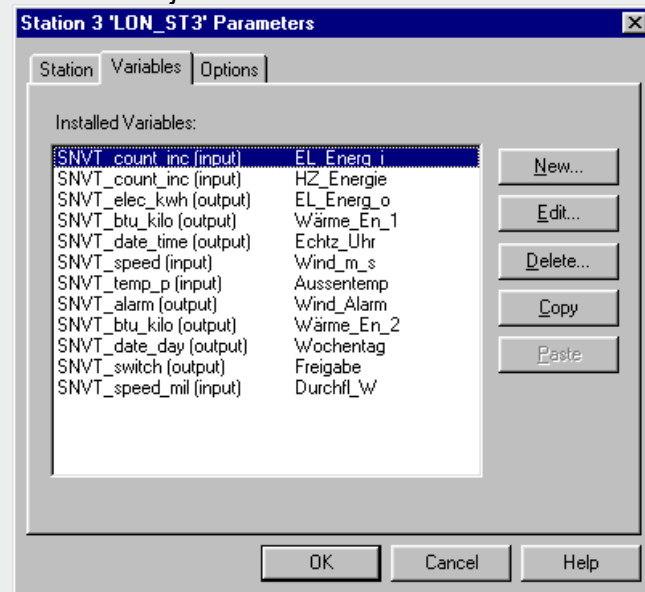 Station 3 'LON_ST3' Parameters
Station Variables Options
Installed Variables:
SNVT_count_inc (input) EL_Energ_i
SNVT_count_inc (input) HZ_Energie
SNVT_elec_kwh (output) EL_Energ_o
SNVT_btu_kilo (output) Wärme_En_1
SNVT_date_time (output) Echtz_Uhr
SNVT_speed (input) Wind_m_s
SNVT_temp_p (input) Aussentemp
SNVT_alarm (output) Wind_Alarm
SNVT_btu_kilo (output) Wärme_En_2
SNVT_date_day (output) Wochentag
SNVT_switch (output) Freigabe
SNVT_speed_mil (input) Durchfl_W
New...
Edit...
Delete...
Copy
Paste
OK Cancel Help